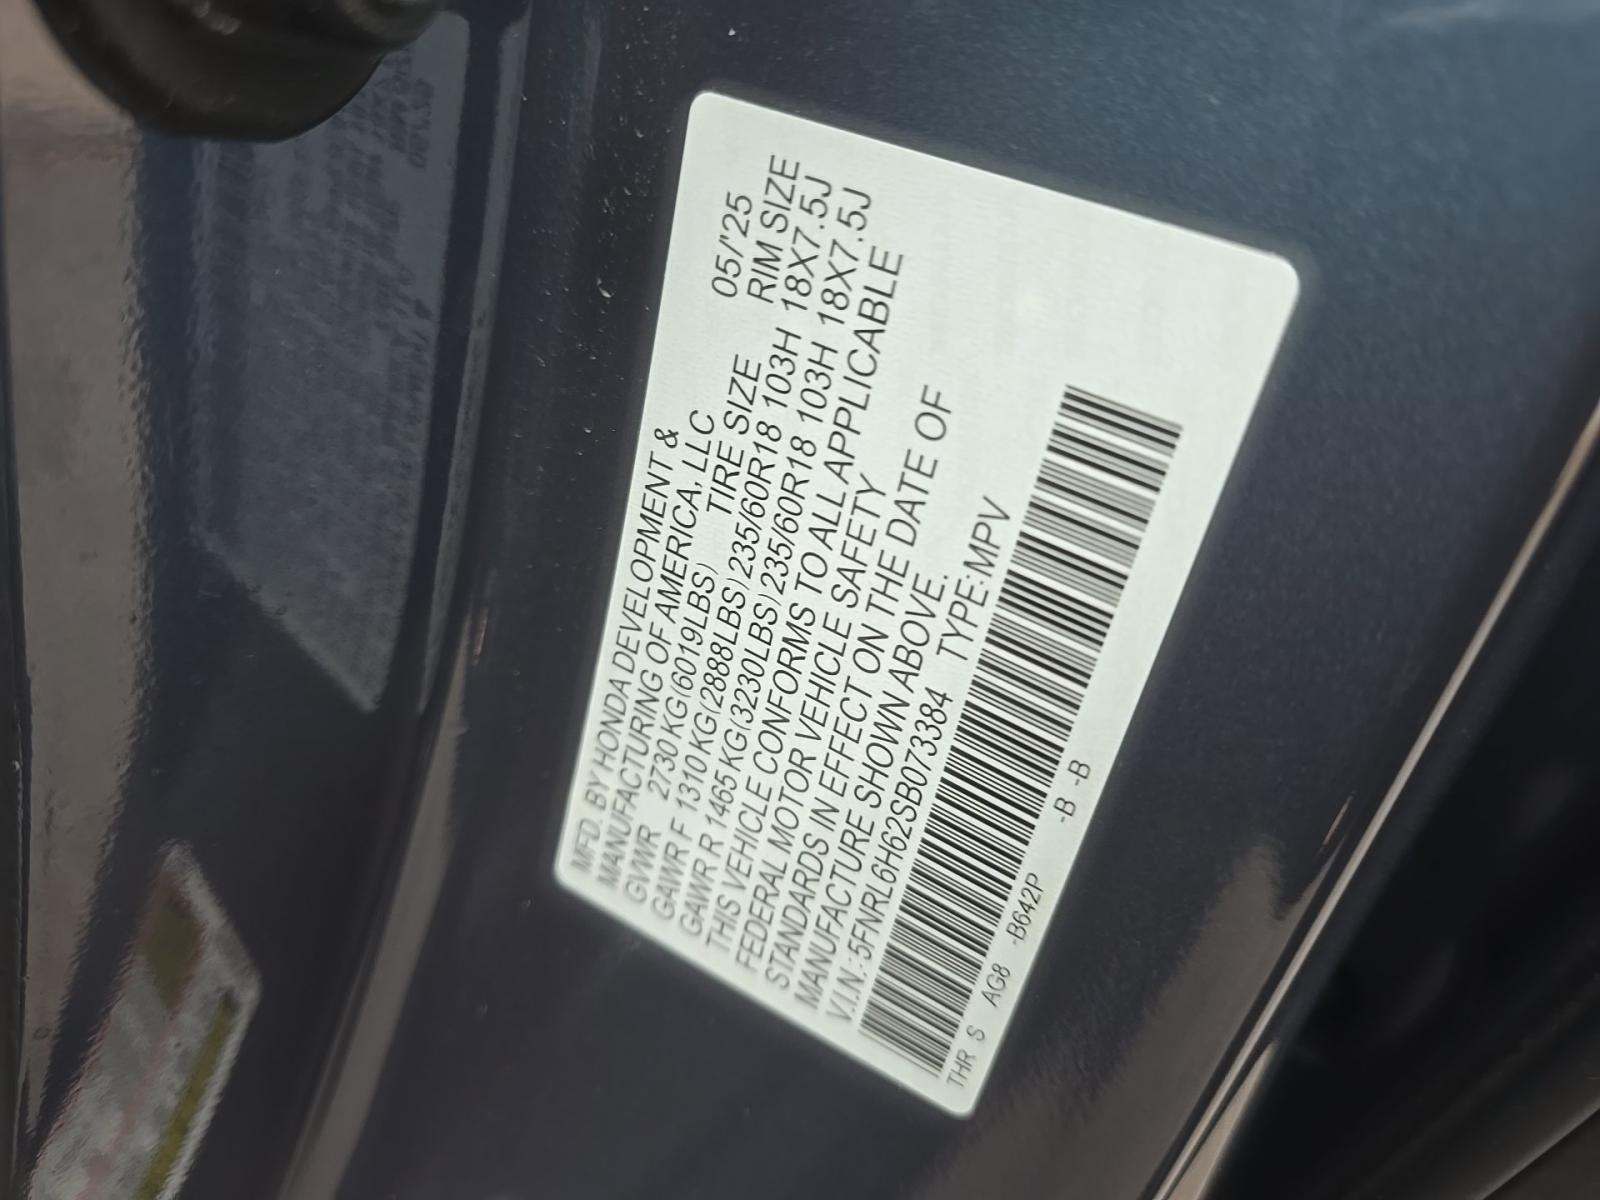 MFD. BY HONDA DEVELOPMENT &
MANUFACTURING OF AMERICA, LLC
05/'25
GVWR 2730 KG(6019LBS) TIRE SIZE RIM SIZE
GAWR F 1310 KG(2888LBS) 235/60R18 103H 18X7.5J
GAWR R 1465 KG(3230LBS) 235/60R18 103H 18X7.5J
THIS VEHICLE CONFORMS TO ALL APPLICABLE
FEDERAL MOTOR VEHICLE SAFETY
STANDARDS IN EFFECT ON THE DATE OF
MANUFACTURE SHOWN ABOVE.
V.I.N.:5FNRL6H62SB073384 TYPE:MPV
THR S AG8 -B642P -B -B